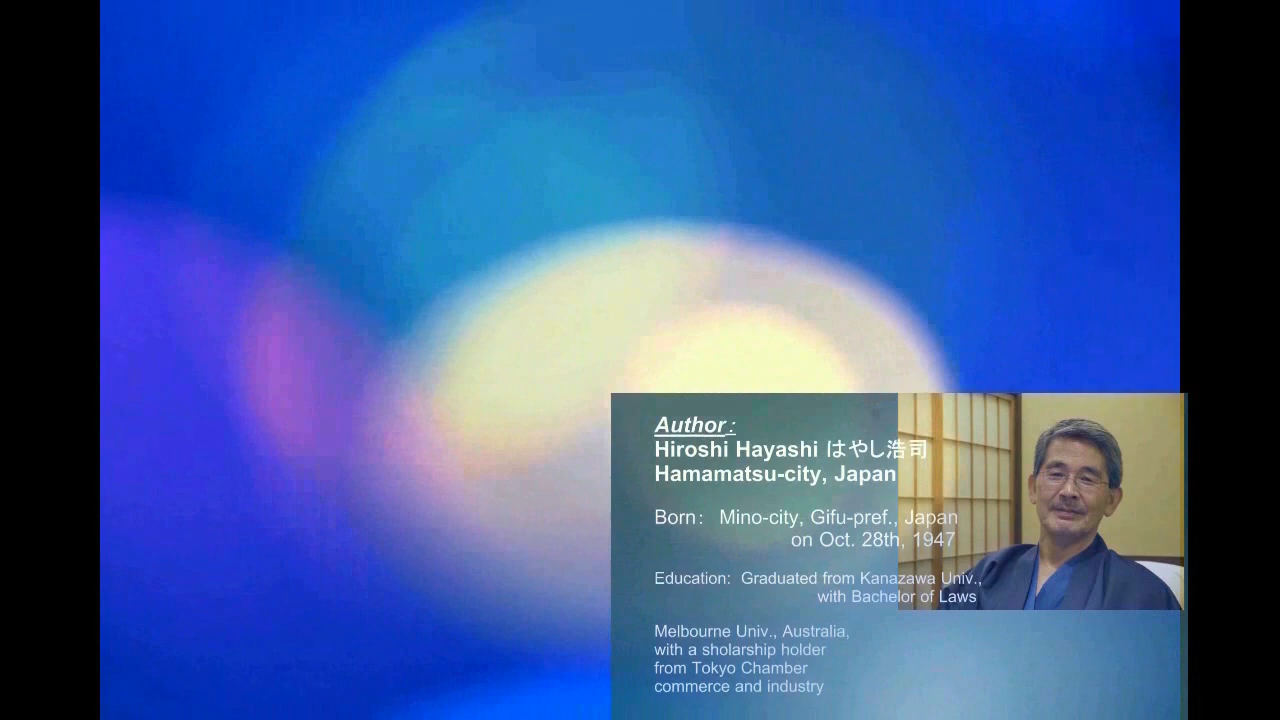 Author:
Hiroshi Hayashi はやし浩司
Hamamatsu-city, Japan
Born: Mino-city, Gifu-pref., Japan
on Oct. 28th, 1947
Education: Graduated from Kanazawa Univ.,
with Bachelor of Laws
Melbourne Univ., Australia,
with a sholarship holder
from Tokyo Chamber
commerce and industry